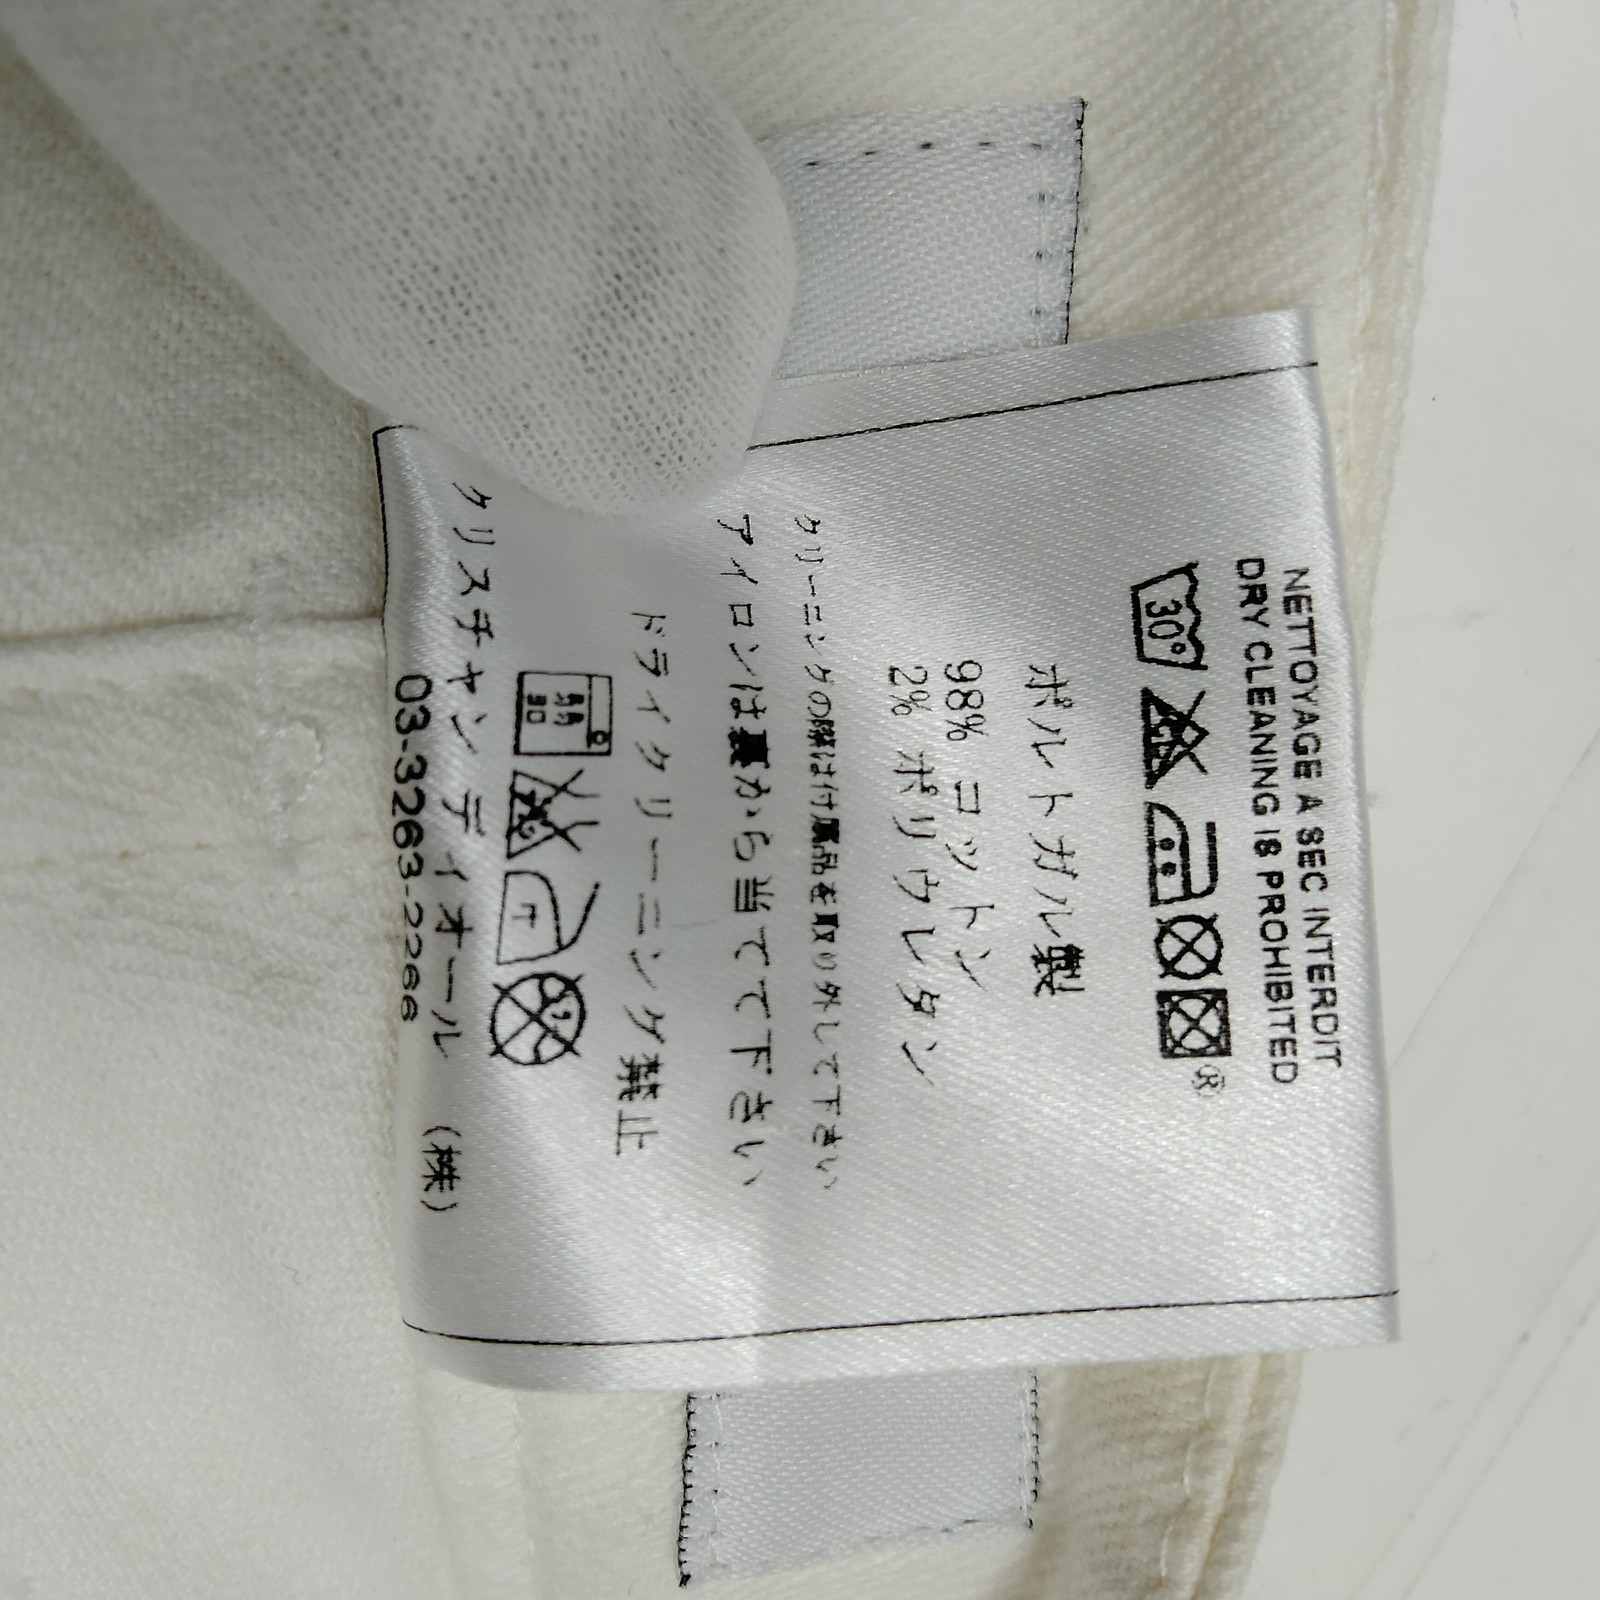 NETTOYAGE A SEC INTERDIT
DRY CLEANING IS PROHIBITED
30°
CL
®
ポルトガル製
98% コットン
2% ポリウレタン
クリーニングの際は付属品を取り外して下さい
アイロンは裏から当てて下さい
ドライクリーニング禁止
クリスチャン ディオール (株)
03-3263-2266